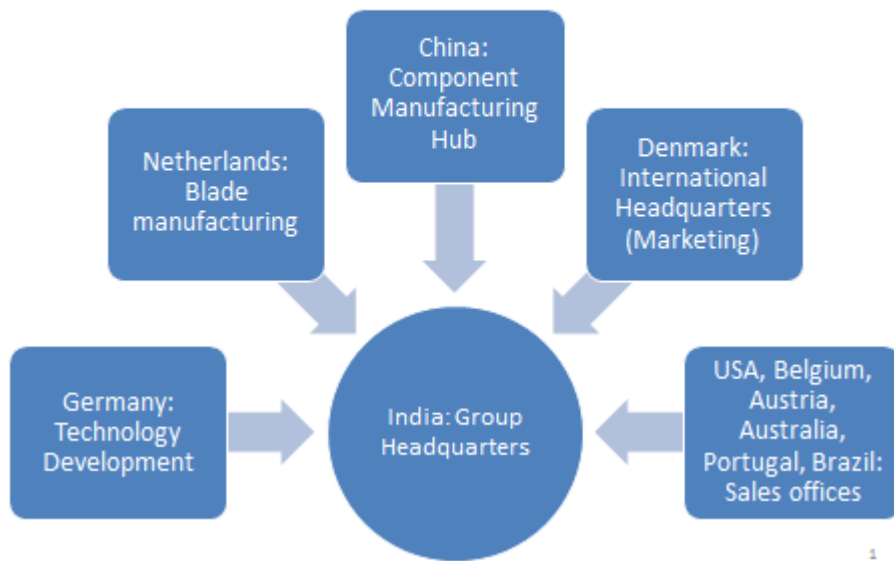 China:
Component
Manufacturing
Hub
Netherlands:
Blade
manufacturing
Denmark:
International
Headquarters
(Marketing)
Germany:
Technology
Development
India: Group
Headquarters
USA, Belgium,
Austria,
Australia,
Portugal, Brazil:
Sales offices
1